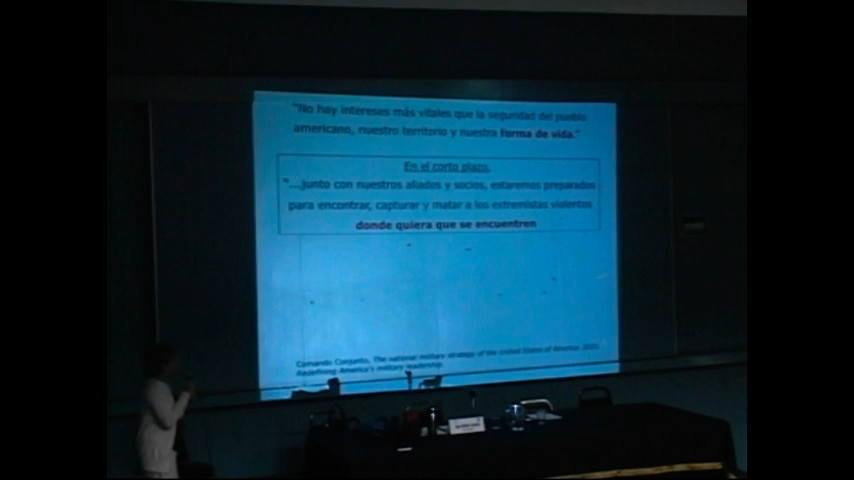 "No hay intereses más vitales que la seguridad del pueblo
americano, nuestro territorio y nuestra forma de vida."
En el corto plazo,
"...junto con nuestros aliados y socios, estaremos preparados
para encontrar, capturar y matar a los extremistas violentos
donde quiera que se encuentren
Comando Conjunto, The national military strategy of the United States of America
Redefining America's military leadership